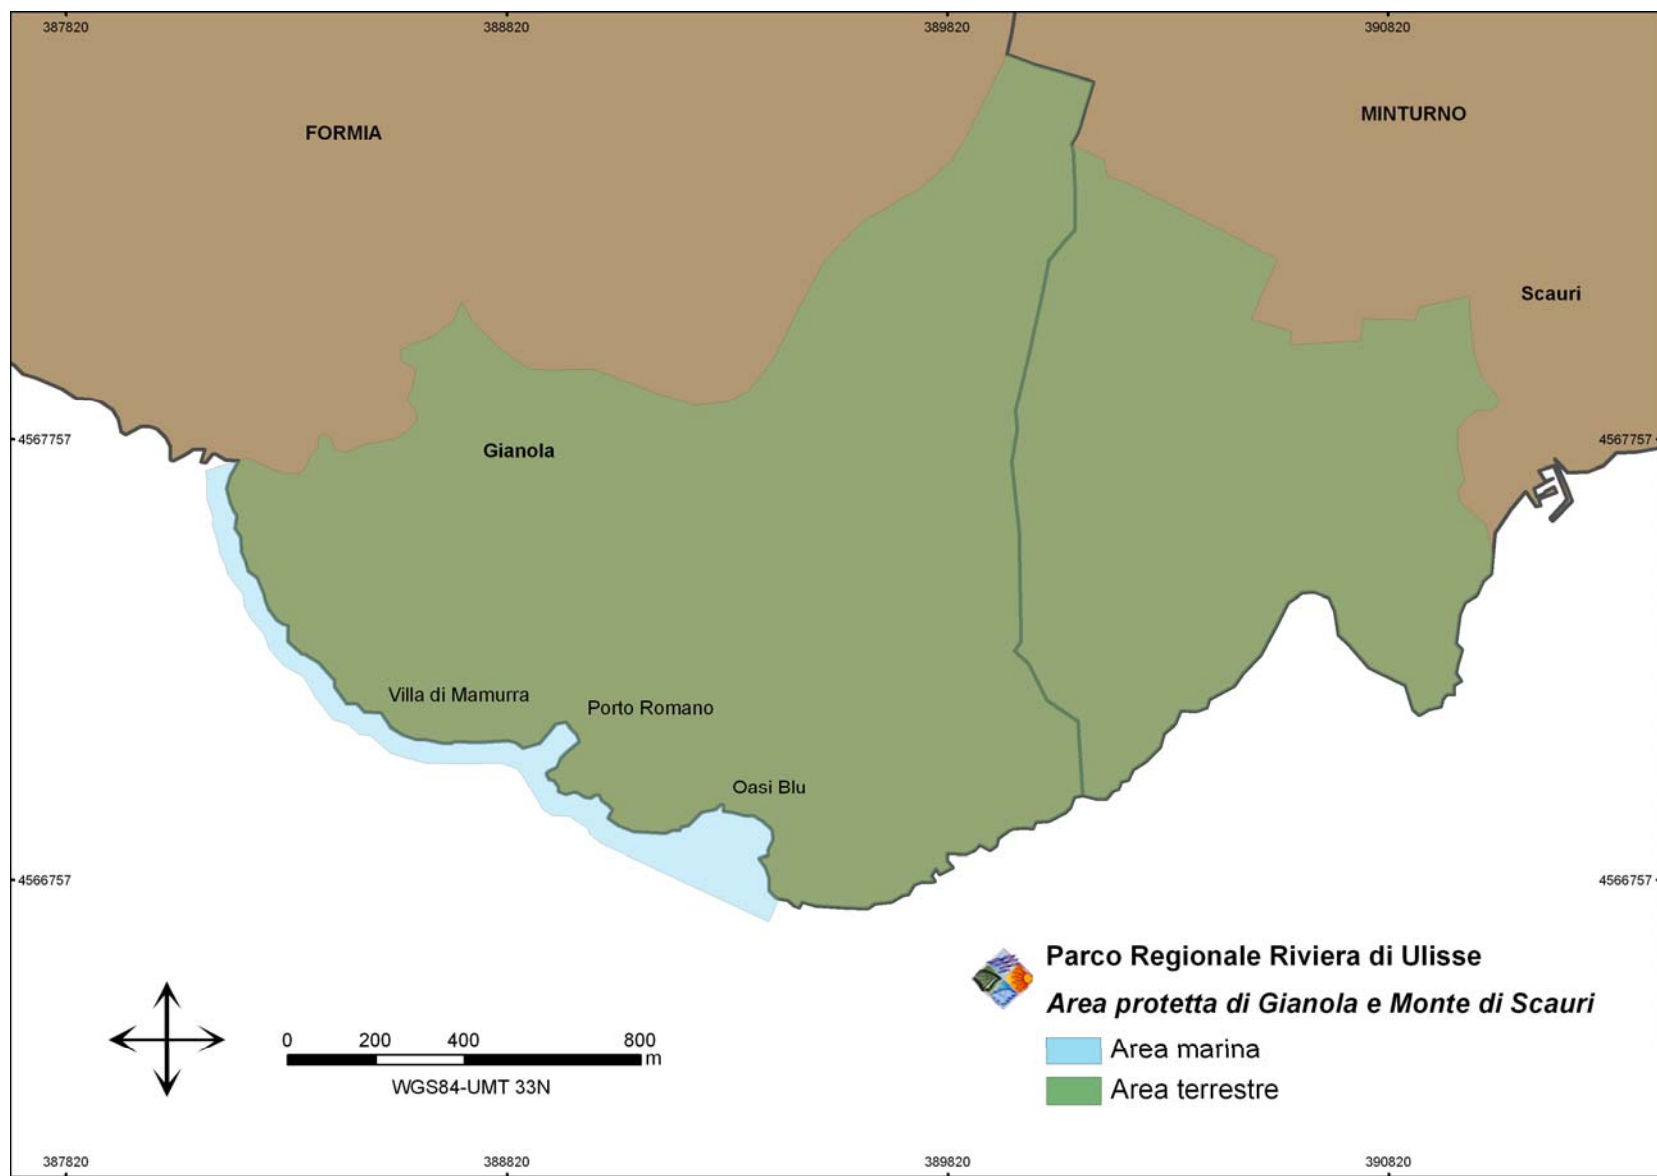 387820 388820 389820 390820
FORMIA
MINTURNO
Scauri
4567757 4567757
Gianola
Villa di Mamurra
Porto Romano
Oasi Blu
4566757 4566757
Parco Regionale Riviera di Ulisse
Area protetta di Gianola e Monte di Scauri
Area marina
Area terrestre
0 200 400 800
m
WGS84-UMT 33N
387820 388820 389820 390820